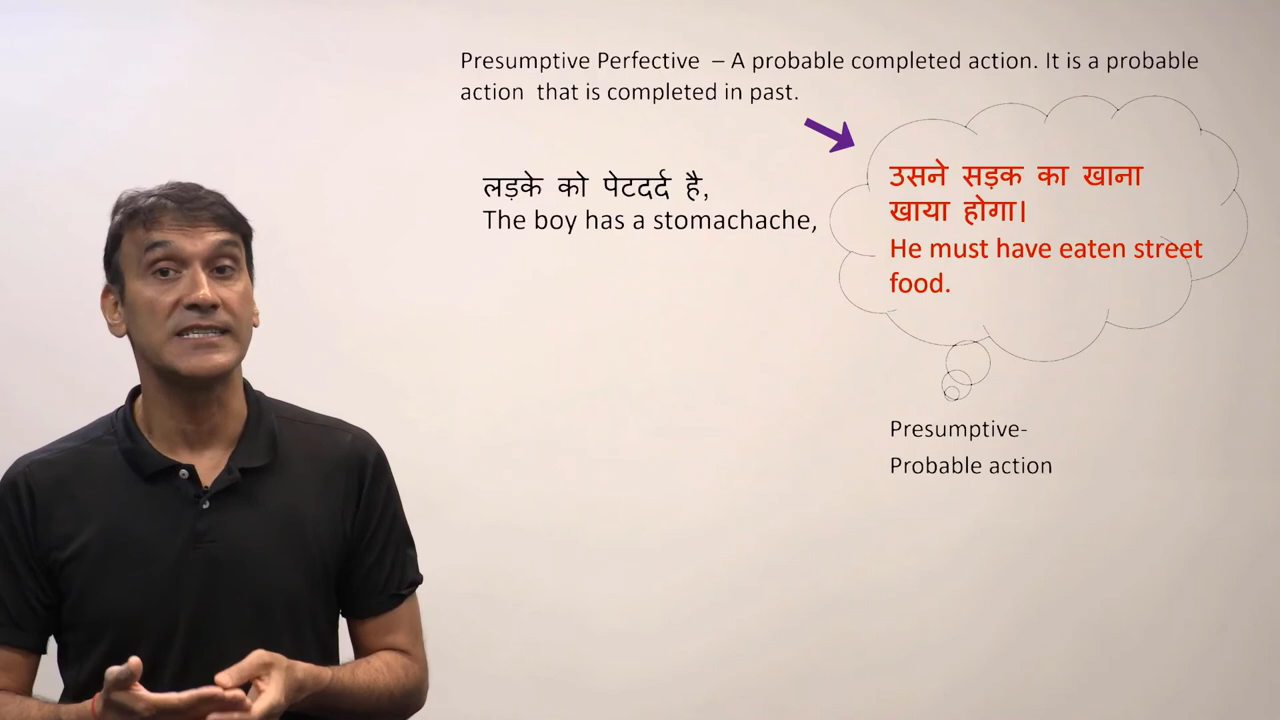 Presumptive Perfective – A probable completed action. It is a probable
action that is completed in past.
लड़के को पेटदर्द है,
The boy has a stomachache,
उसने सड़क का खाना
खाया होगा।
He must have eaten street
food.
Presumptive-
Probable action